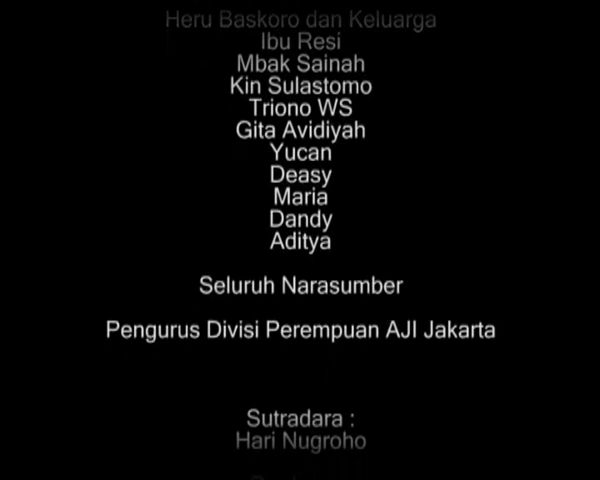 Heru Baskoro dan Keluarga
Ibu Resi
Mbak Sainah
Kin Sulastomo
Triono WS
Gita Avidiyah
Yucan
Deasy
Maria
Dandy
Aditya
Seluruh Narasumber
Pengurus Divisi Perempuan AJI Jakarta
Sutradara :
Hari Nugroho